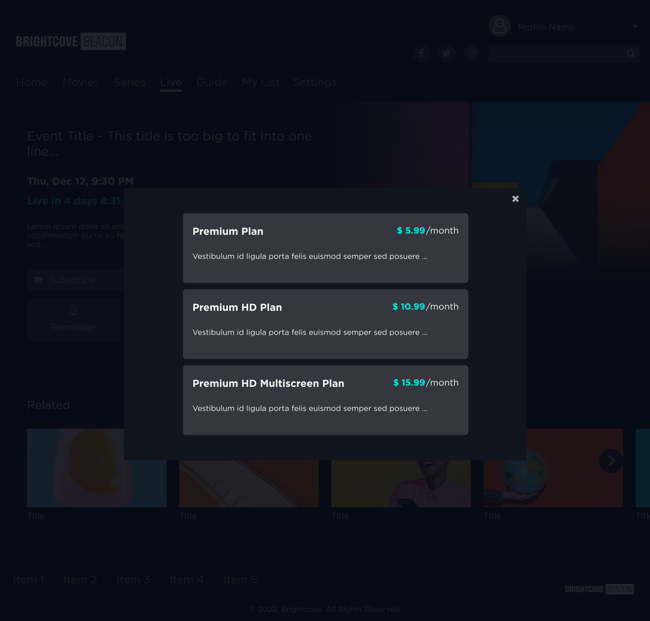 BRIGHTCOVE BEACON
Profile Name
Home Movies Series Live Guide My List Settings
Event Title - This title is too big to fit into one
line...
Thu, Dec 12, 9:30 PM
Live in 4 days 8:31:
Lorem ipsum dolor sit am
condimentum purus eu fe
sed...
Subscribe
Reminder
Premium Plan
$ 5.99/month
Vestibulum id ligula porta felis euismod semper sed posuere ...
Premium HD Plan
$ 10.99/month
Vestibulum id ligula porta felis euismod semper sed posuere ...
Premium HD Multiscreen Plan
$ 15.99/month
Vestibulum id ligula porta felis euismod semper sed posuere ...
Related
Title Title Title Title
Item 1 Item 2 Item 3 Item 4 Item 5
BRIGHTCOVE BEACON
© 2022. Brightcove. All Rights Reserved